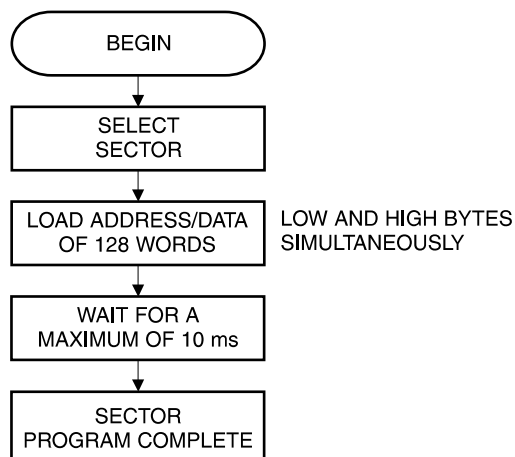 BEGIN
SELECT
SECTOR
LOAD ADDRESS/DATA
OF 128 WORDS
LOW AND HIGH BYTES
SIMULTANEOUSLY
WAIT FOR A
MAXIMUM OF 10 ms
SECTOR
PROGRAM COMPLETE